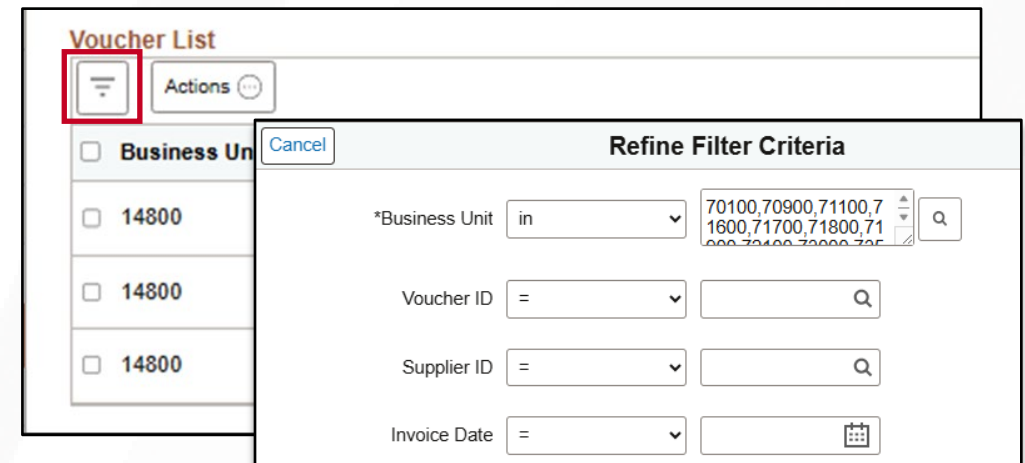 Voucher List
Actions
Business Un
14800
14800
14800
Cancel
Refine Filter Criteria
*Business Unit in 70100,70900,71100,7
1600,71700,71800,71
Voucher ID =
Supplier ID =
Invoice Date =